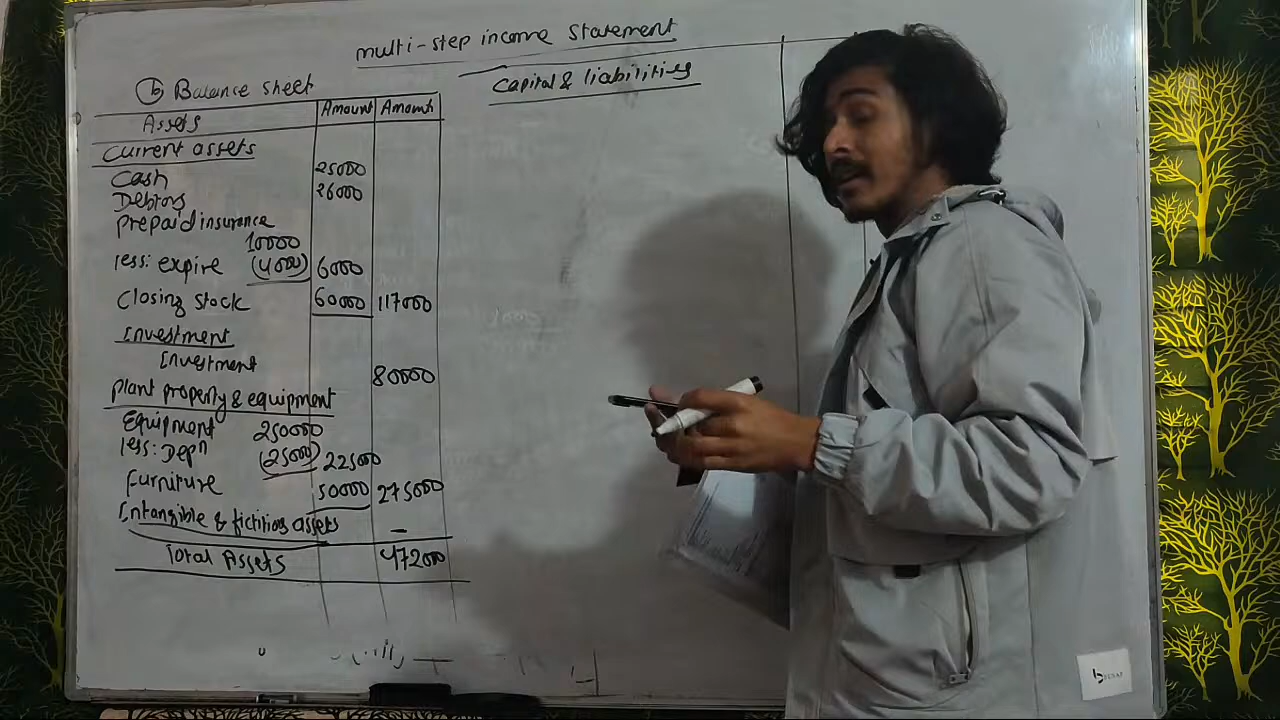 multi-step income statement
(b) Balance sheet
Capital & liabilities
Assets Amount Amount
Current assets
Cash 25000
Debtors 26000
Prepaid insurance
10000
less: expire (4000) 6000
Closing stock 60000 117000
Investment
Investment
80000
Plant property & equipment
Equipment 250000
less: Depn (25000) 225000
furniture 50000 275000
Intangible & fictitious assets -
Total Assets 472000